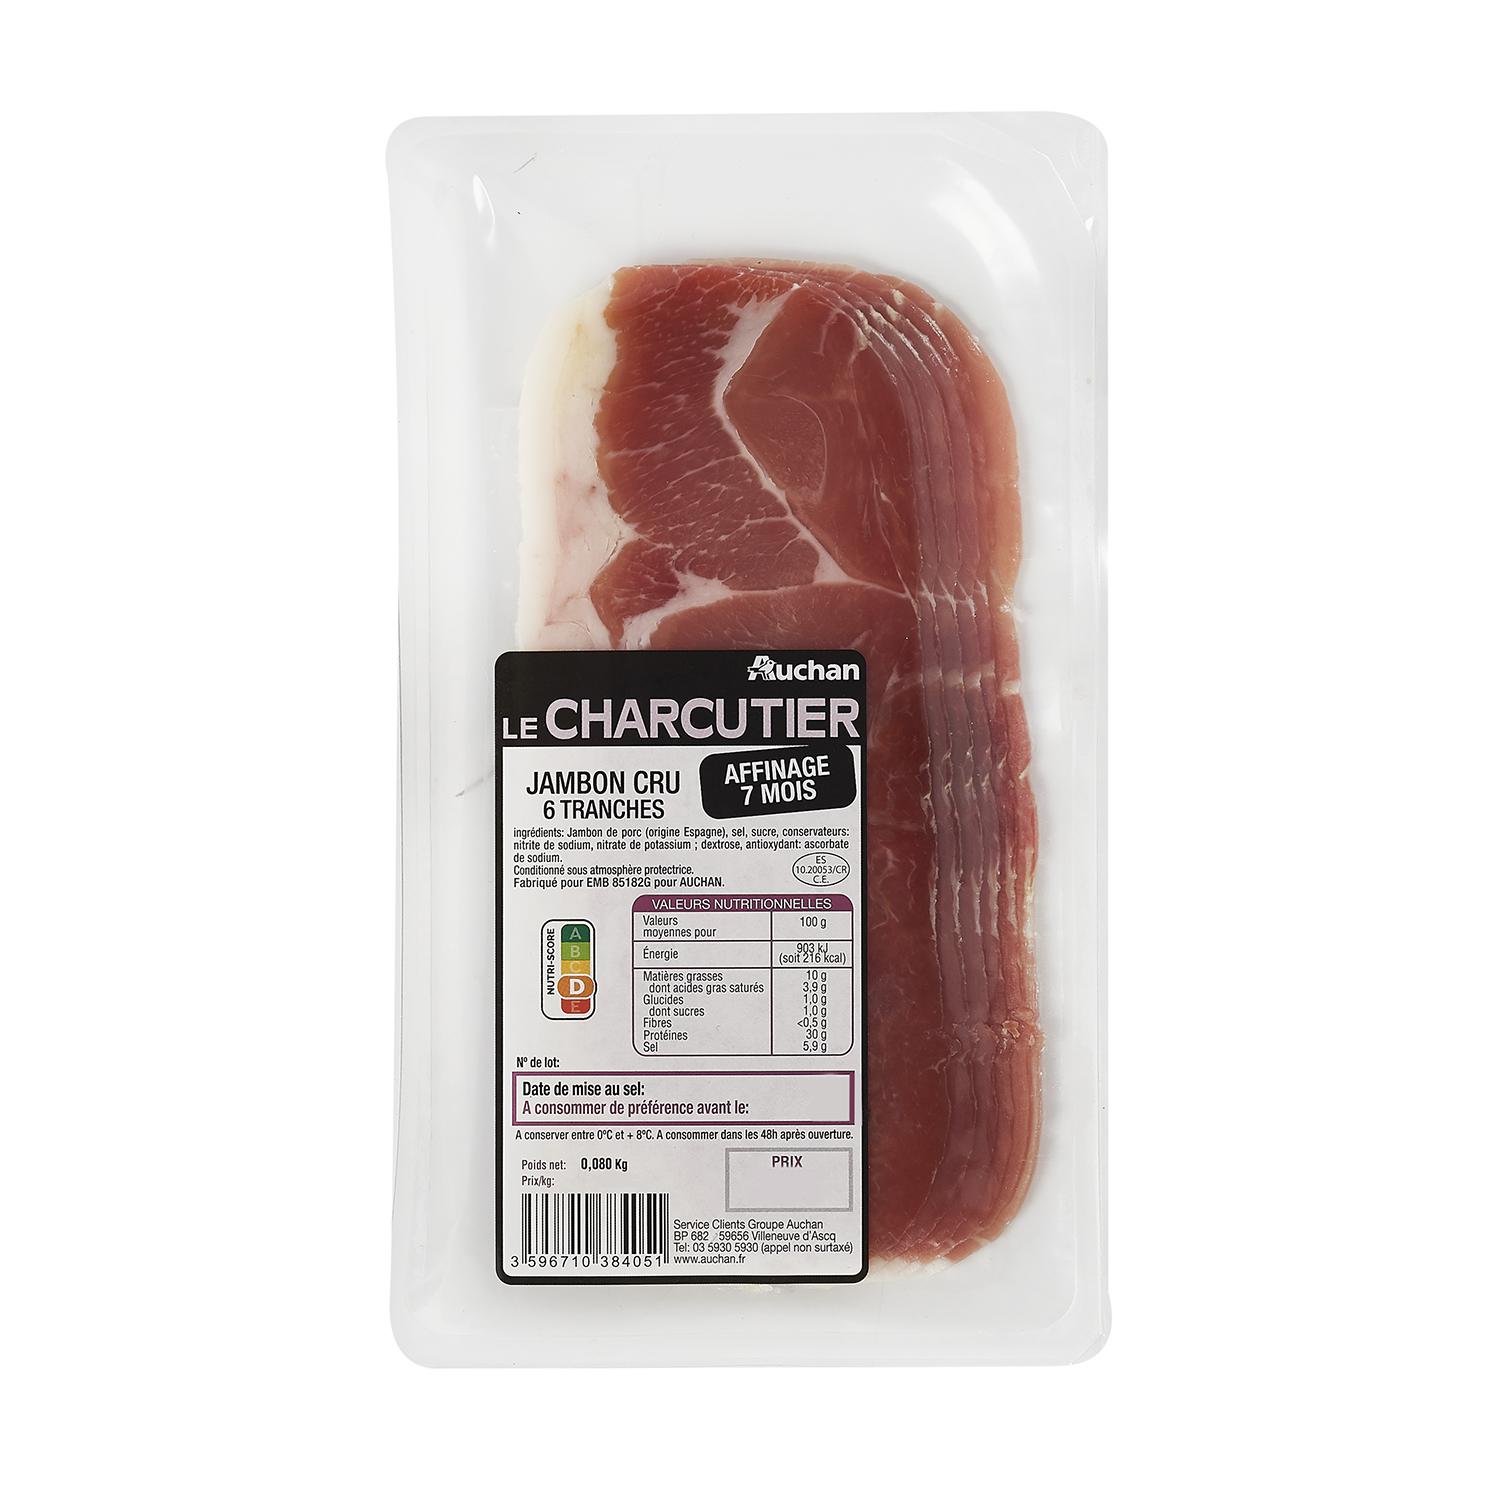 Auchan
LE CHARCUTIER
JAMBON CRU
6 TRANCHES
AFFINAGE
7 MOIS
ingrédients: Jambon de porc (origine Espagne), sel, sucre, conservateurs:
nitrite de sodium, nitrate de potassium ; dextrose, antioxydant: ascorbate
de sodium.
Conditionné sous atmosphère protectrice.
Fabriqué pour EMB 85182G pour AUCHAN.
ES
10.20053/CR
C.E.
NUTRI-SCORE
A
B
C
D
E
VALEURS NUTRITIONNELLES
Valeurs
moyennes pour
100 g
Énergie
903 kJ
(soit 216 kcal)
Matières grasses 10 g
dont acides gras saturés 3,9 g
Glucides 1,0 g
dont sucres 1,0 g
Fibres <0,5 g
Protéines 30 g
Sel 5,9 g
N° de lot:
Date de mise au sel:
A consommer de préférence avant le:
A conserver entre 0°C et + 8°C. A consommer dans les 48h après ouverture.
Poids net: 0,080 Kg
Prix/kg:
PRIX
3 596710 384051
Service Clients Groupe Auchan
BP 682 59656 Villeneuve d'Ascq
Tel: 03 5930 5930 (appel non surtaxé)
www.auchan.fr